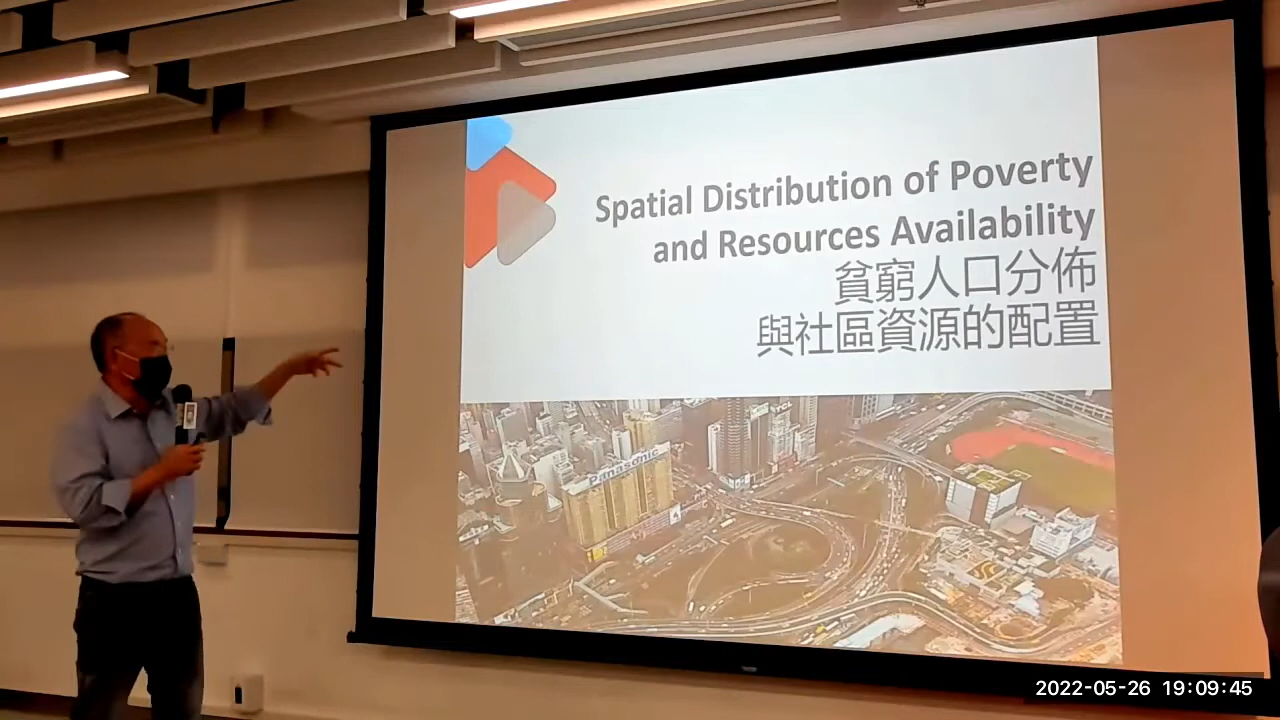 Spatial Distribution of Poverty
and Resources Availability
貧窮人口分佈
與社區資源的配置
Panasonic
TCL
2022-05-26 19:09:45